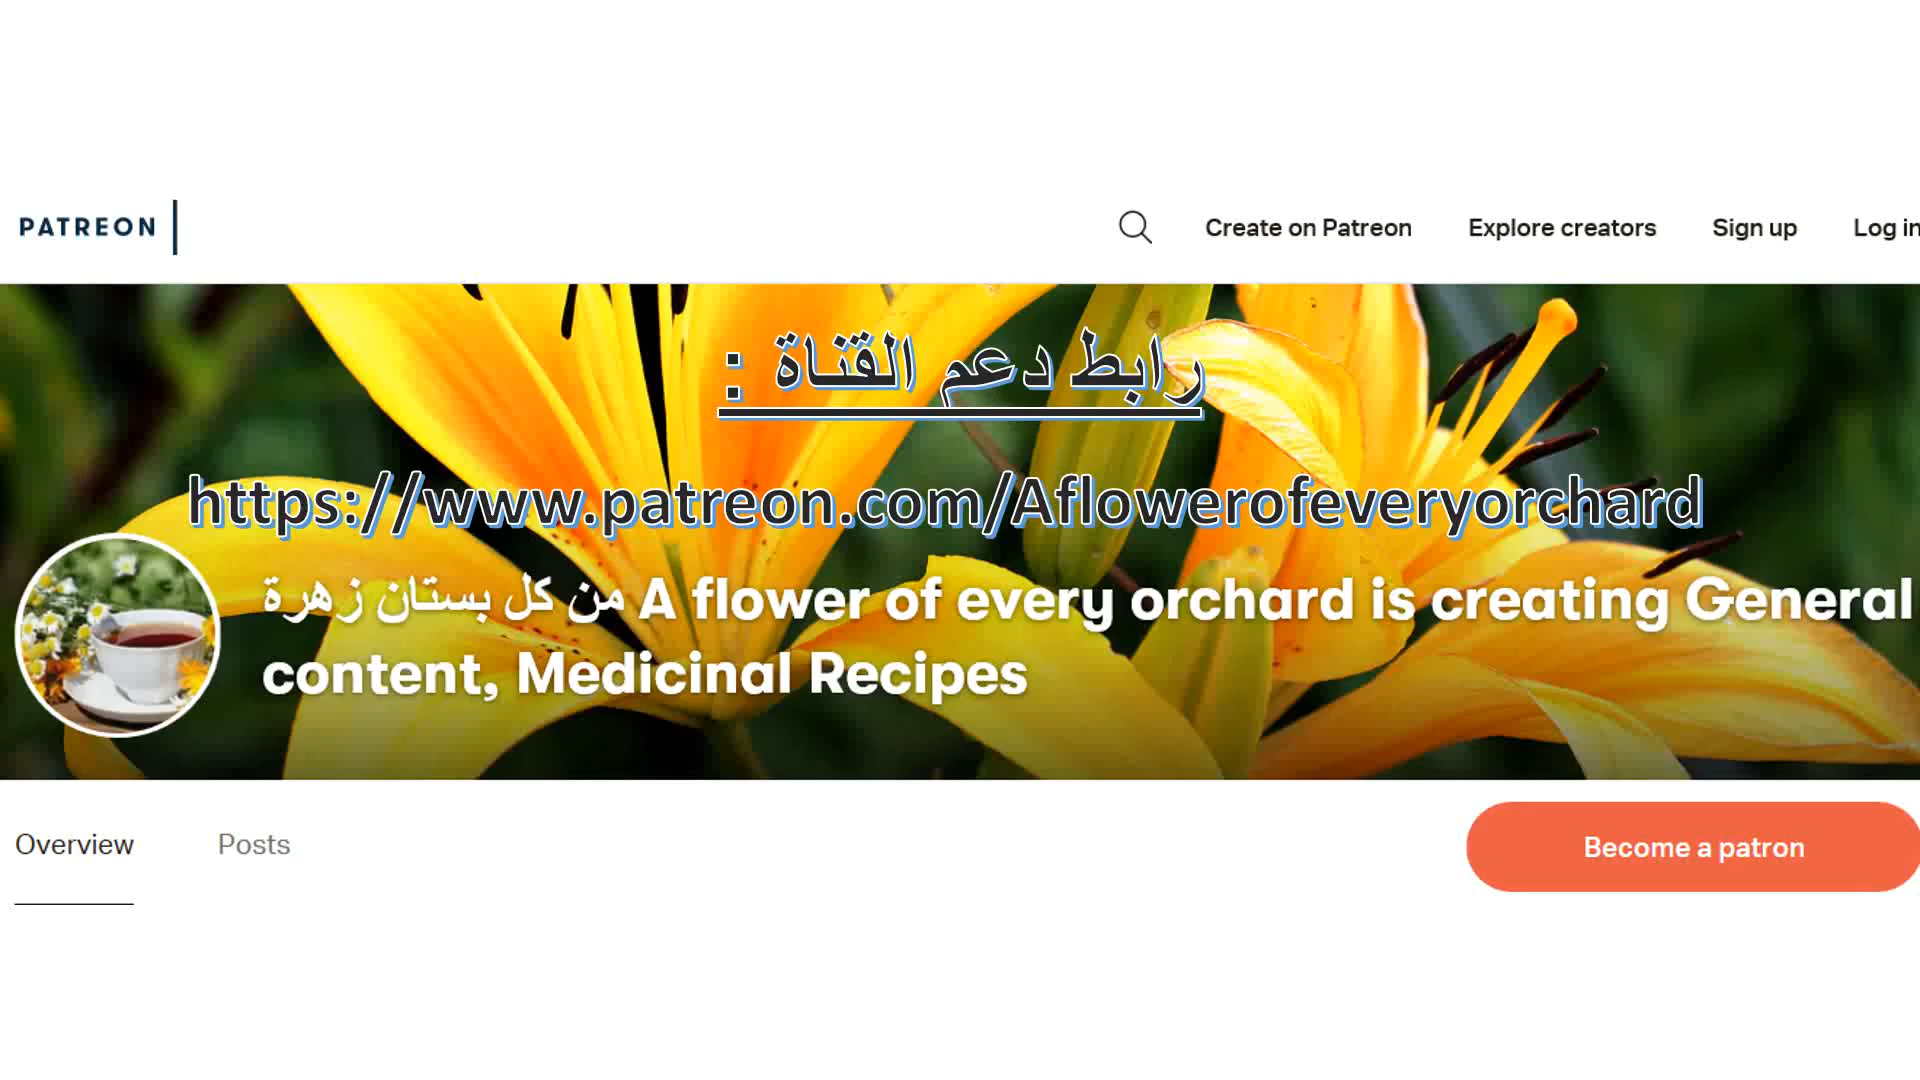 PATREON
Create on Patreon
Explore creators
Sign up
Log in
رابط دعم القناة :
https://www.patreon.com/Aflowerofeveryorchard
من كل بستان زهرة A flower of every orchard is creating General
content, Medicinal Recipes
Overview
Posts
Become a patron